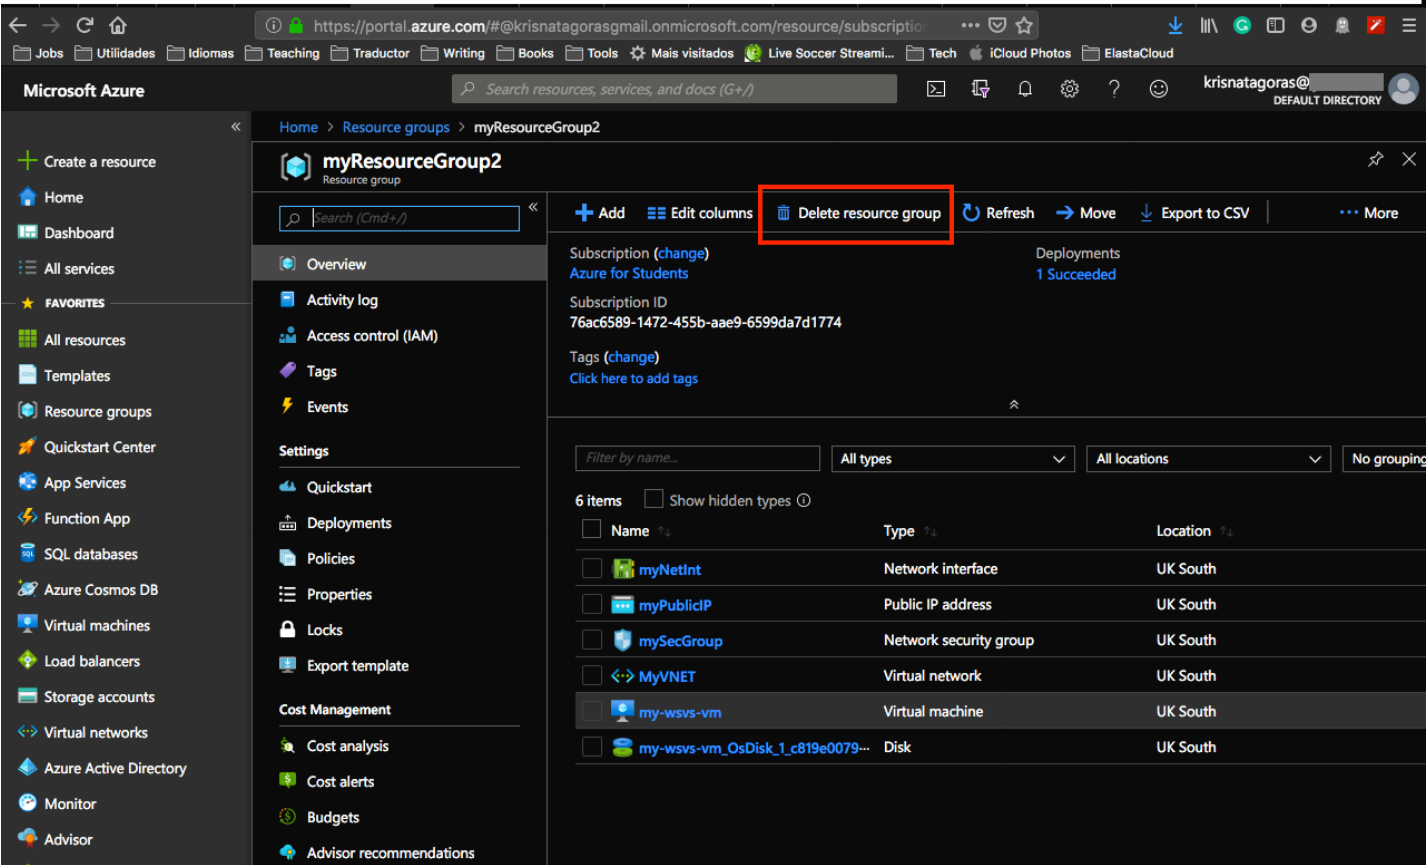 https://portal.azure.com/#@krisnatagorasgmail.onmicrosoft.com/resource/subscriptio
Jobs Utilidades Idiomas Teaching Traductor Writing Books Tools Mais visitados Live Soccer Streami... Tech iCloud Photos ElastaCloud
Microsoft Azure
Search resources, services, and docs (G+/)
krisnatagoras@
DEFAULT DIRECTORY
Home > Resource groups > myResourceGroup2
Create a resource
Home
Dashboard
All services
FAVORITES
All resources
Templates
Resource groups
Quickstart Center
App Services
Function App
SQL databases
Azure Cosmos DB
Virtual machines
Load balancers
Storage accounts
Virtual networks
Azure Active Directory
Monitor
Advisor
myResourceGroup2
Resource group
Search (Cmd+/)
Overview
Activity log
Access control (IAM)
Tags
Events
Settings
Quickstart
Deployments
Policies
Properties
Locks
Export template
Cost Management
Cost analysis
Cost alerts
Budgets
Advisor recommendations
Add Edit columns Delete resource group Refresh Move Export to CSV More
Subscription (change)
Azure for Students
Deployments
1 Succeeded
Subscription ID
76ac6589-1472-455b-aae9-6599da7d1774
Tags (change)
Click here to add tags
Filter by name... All types All locations No grouping
6 items Show hidden types
Name Type Location
myNetInt Network interface UK South
myPublicIP Public IP address UK South
mySecGroup Network security group UK South
MyVNET Virtual network UK South
my-wsvs-vm Virtual machine UK South
my-wsvs-vm_OsDisk_1_c819e0079··· Disk UK South